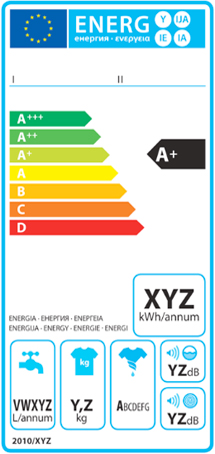 ENERG Y IJA
енергия · ενεργεια IE IA
I II
A+++
A++
A+ A+
A
B
C
D
XYZ
kWh/annum
ENERGIA · ЕНЕРГИЯ · ΕΝΕΡΓΕΙΑ
ENERGIJA · ENERGY · ENERGIE · ENERGI
kg
VWXYZ
L/annum
Y,Z
kg
ABCDEFG
YZdB
YZdB
2010/XYZ